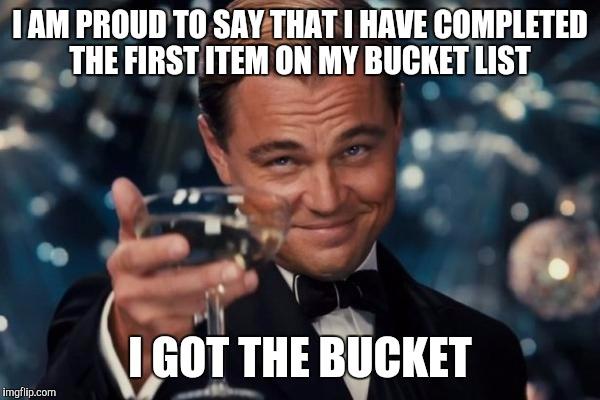 I AM PROUD TO SAY THAT I HAVE COMPLETED
THE FIRST ITEM ON MY BUCKET LIST
I GOT THE BUCKET
imgflip.com